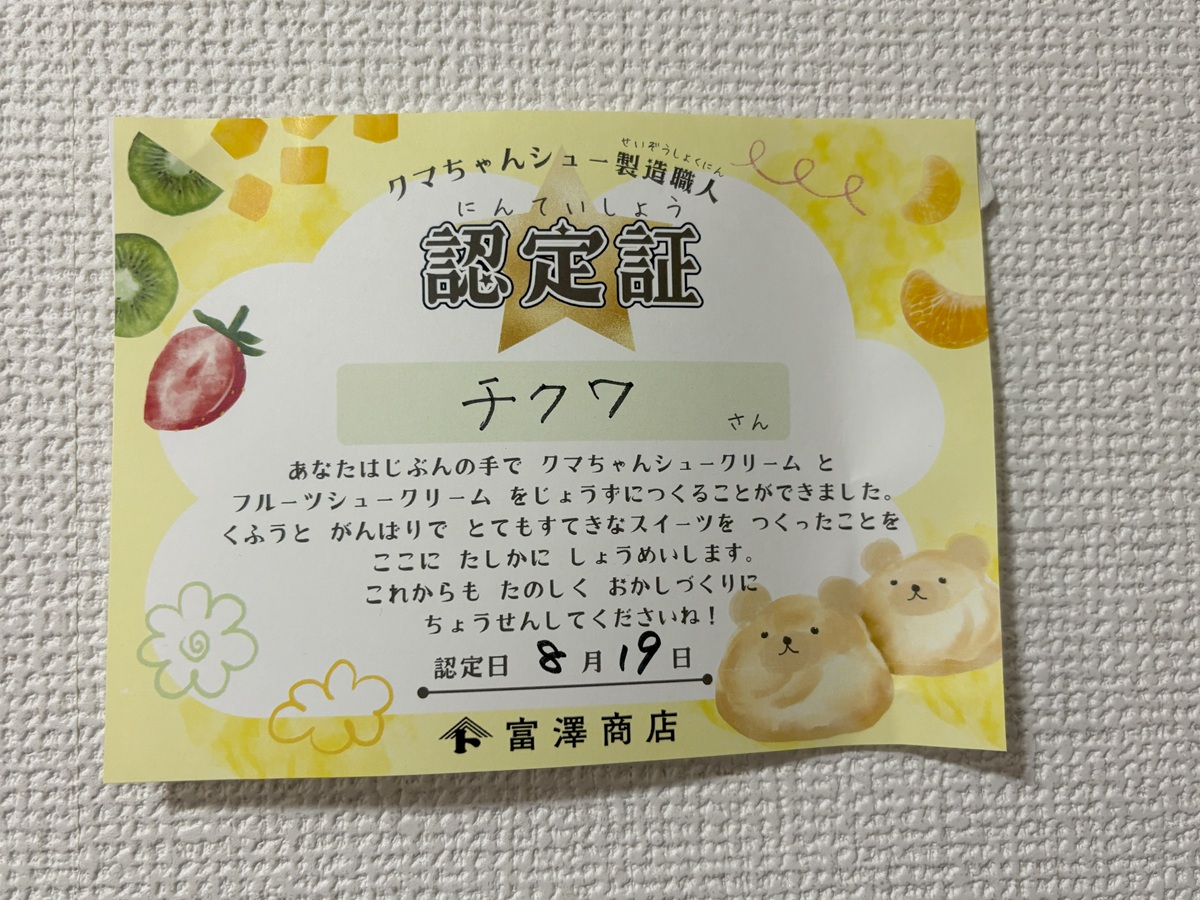 クマちゃんシュー製造職人
せいぞうしょくにん
にんていしょう
認定証
チクワ さん
あなたはじぶんの手で クマちゃんシュークリーム と
フルーツシュークリーム をじょうずにつくることができました。
くふうと がんばりで とてもすてきなスイーツを つくったことを
ここに たしかに しょうめいします。
これからも たのしく おかしづくりに
ちょうせんしてくださいね！
認定日 8月19日
富澤商店